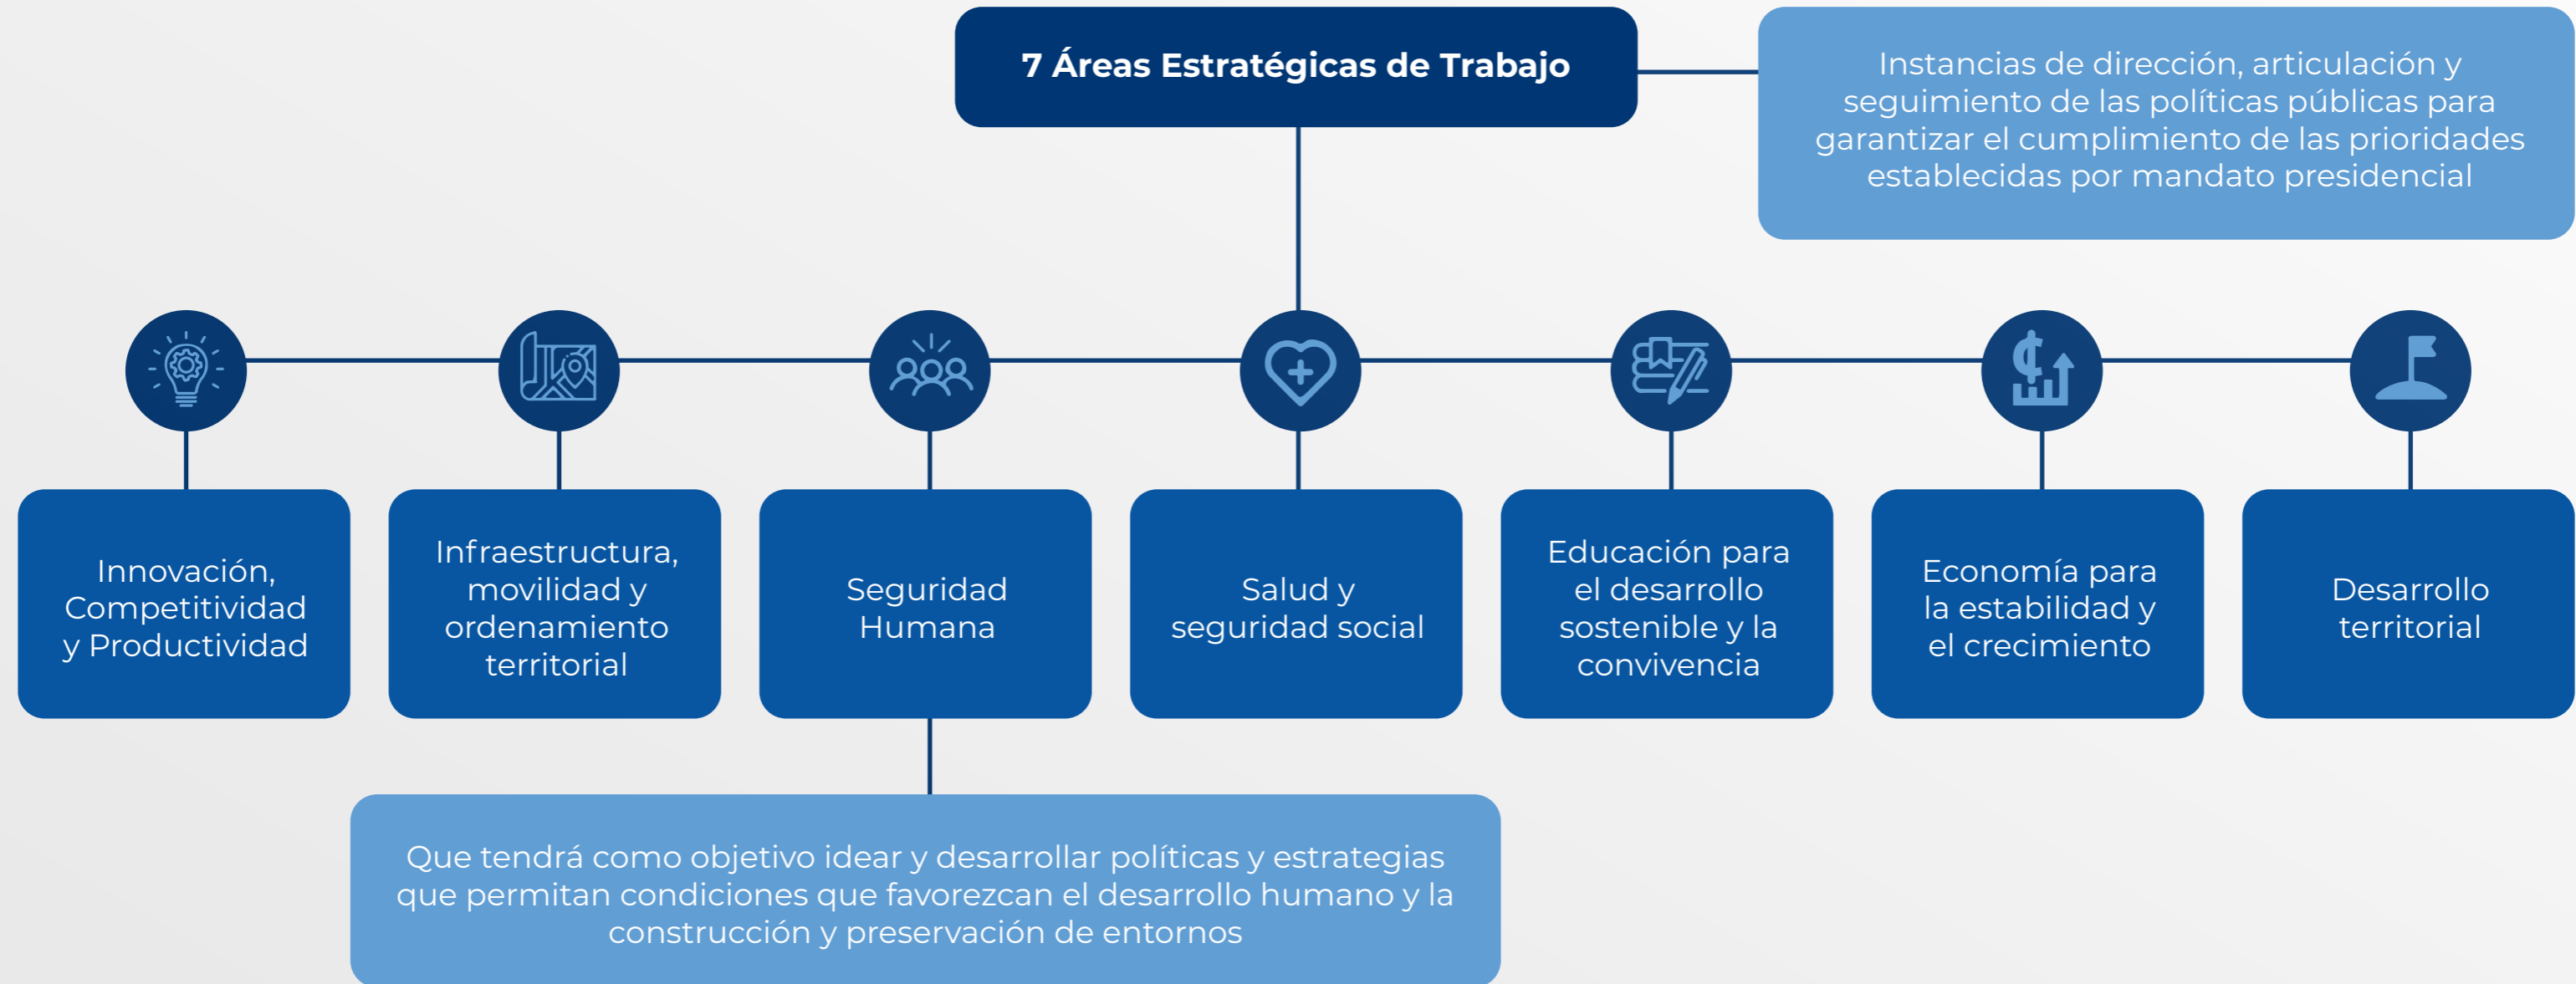 7 Áreas Estratégicas de Trabajo
Instancias de dirección, articulación y
seguimiento de las políticas públicas para
garantizar el cumplimiento de las prioridades
establecidas por mandato presidencial
Innovación,
Competitividad
y Productividad
Infraestructura,
movilidad y
ordenamiento
territorial
Seguridad
Humana
Salud y
seguridad social
Educación para
el desarrollo
sostenible y la
convivencia
Economía para
la estabilidad y
el crecimiento
Desarrollo
territorial
Que tendrá como objetivo idear y desarrollar políticas y estrategias
que permitan condiciones que favorezcan el desarrollo humano y la
construcción y preservación de entornos